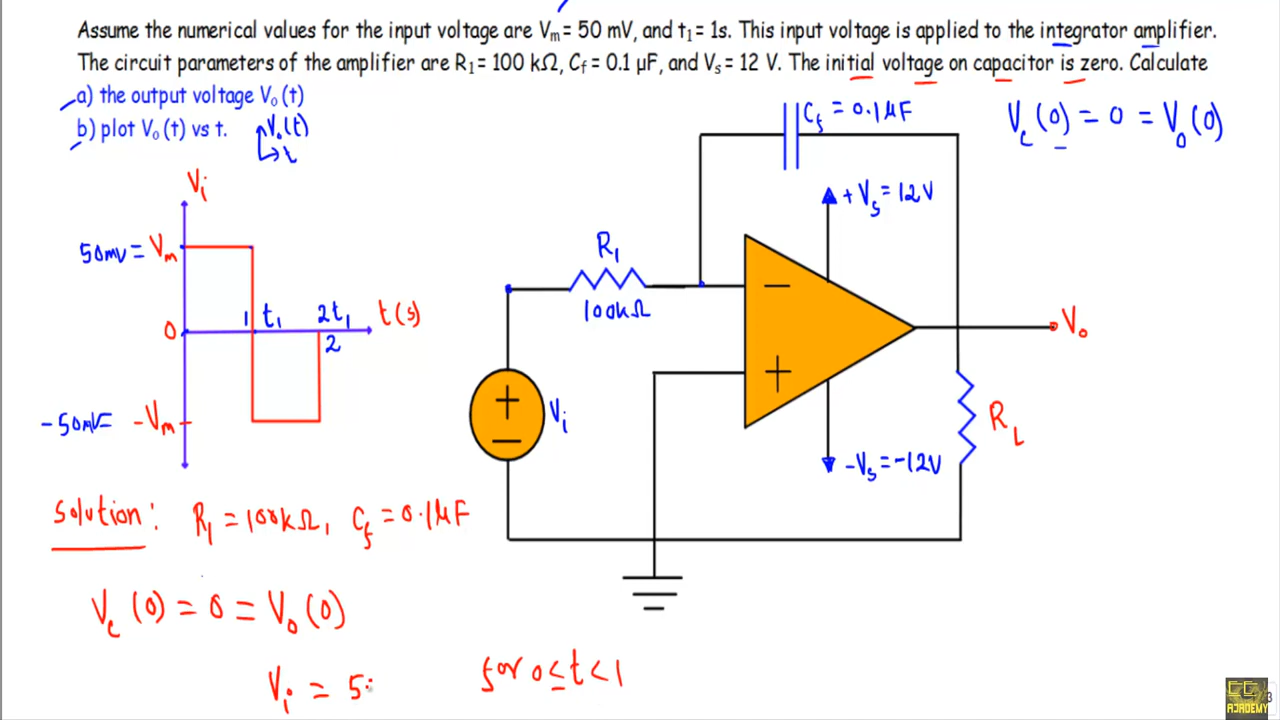 Assume the numerical values for the input voltage are Vm = 50 mV, and t1 = 1s. This input voltage is applied to the integrator amplifier.
The circuit parameters of the amplifier are R1 = 100 kΩ, Cf = 0.1 µF, and Vs = 12 V. The initial voltage on capacitor is zero. Calculate
a) the output voltage Vo (t)
b) plot Vo (t) vs t.
Vo(t)
t
Cf = 0.1µF
Vc(0) = 0 = Vo(0)
Vi
+Vs = 12V
50mV = Vm
R1
100kΩ
1 t1
2t1
t(s)
0
2
−
Vo
+
+
−
Vi
-50mV= -Vm
RL
-Vs = -12V
Solution: R1 = 100kΩ, Cf = 0.1µF
Vc(0) = 0 = Vo(0)
Vi = 5 for 0≤t<1
CC
ACADEMY